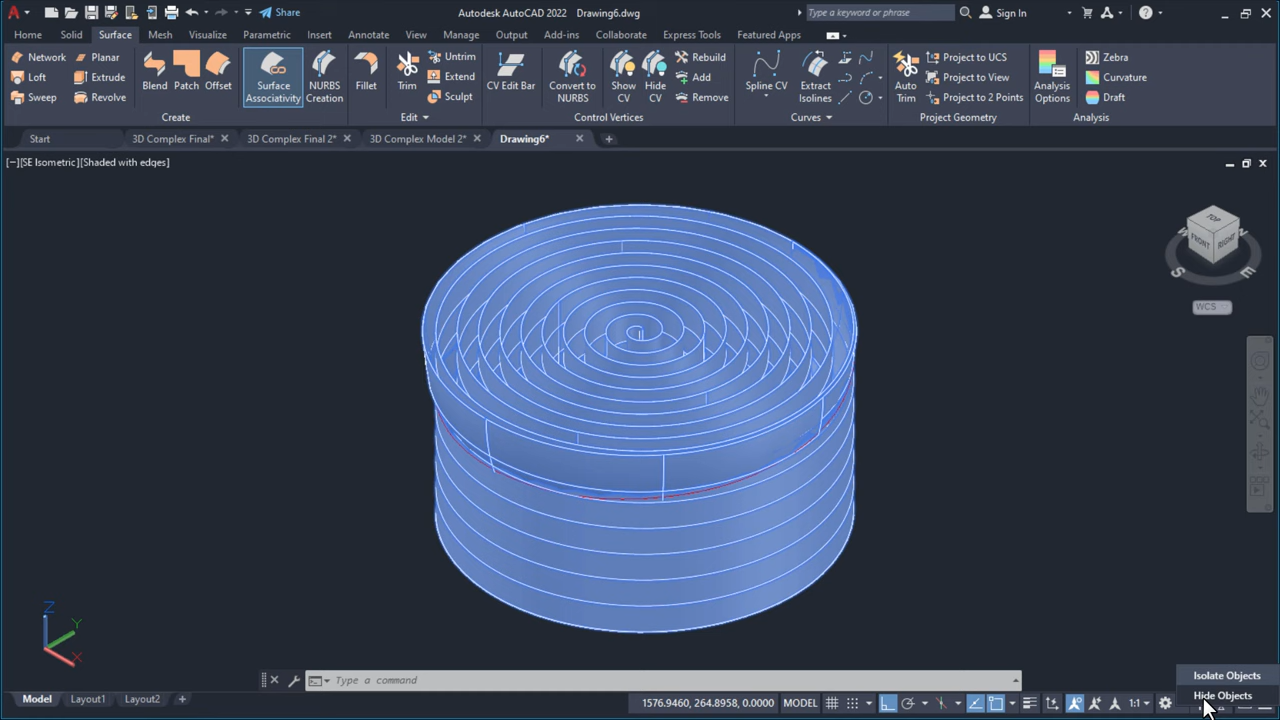 Share
Autodesk AutoCAD 2022 Drawing6.dwg
Type a keyword or phrase
Sign In
Home Solid Surface Mesh Visualize Parametric Insert Annotate View Manage Output Add-ins Collaborate Express Tools Featured Apps
Network Planar
Loft Extrude
Sweep Revolve
Blend Patch Offset
Surface
Associativity
NURBS
Creation
Create
Fillet
Trim
Untrim
Extend
Sculpt
Edit
CV Edit Bar
Convert to
NURBS
Show
CV
Hide
CV
Rebuild
Add
Remove
Control Vertices
Spline CV
Extract
Isolines
Curves
Auto
Trim
Project to UCS
Project to View
Project to 2 Points
Project Geometry
Analysis
Options
Zebra
Curvature
Draft
Analysis
Start 3D Complex Final* 3D Complex Final 2* 3D Complex Model 2* Drawing6*
[−][SE Isometric][Shaded with edges]
TOP
FRONT RIGHT
W S E
WCS
Z
Y
X
Type a command
Isolate Objects
Hide Objects
Model Layout1 Layout2
1576.9460, 264.8958, 0.0000 MODEL
1:1